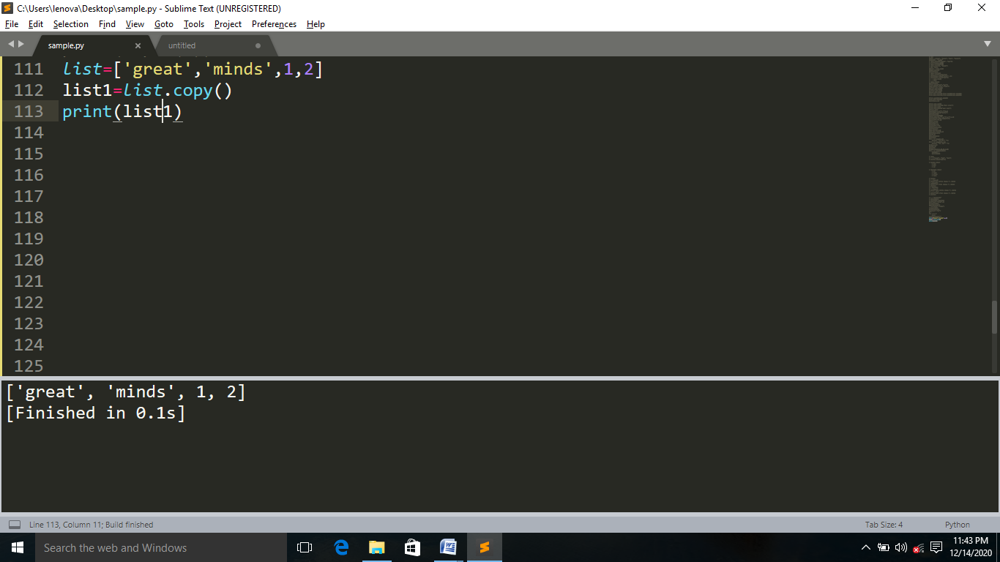 C:\Users\lenova\Desktop\sample.py - Sublime Text (UNREGISTERED)
File Edit Selection Find View Goto Tools Project Preferences Help
sample.py × untitled
111 list=['great','minds',1,2]
112 list1=list.copy()
113 print(list1)
114
115
116
117
118
119
120
121
122
123
124
125
['great', 'minds', 1, 2]
[Finished in 0.1s]
Line 113, Column 11; Build finished Tab Size: 4 Python
Search the web and Windows
11:43 PM
12/14/2020